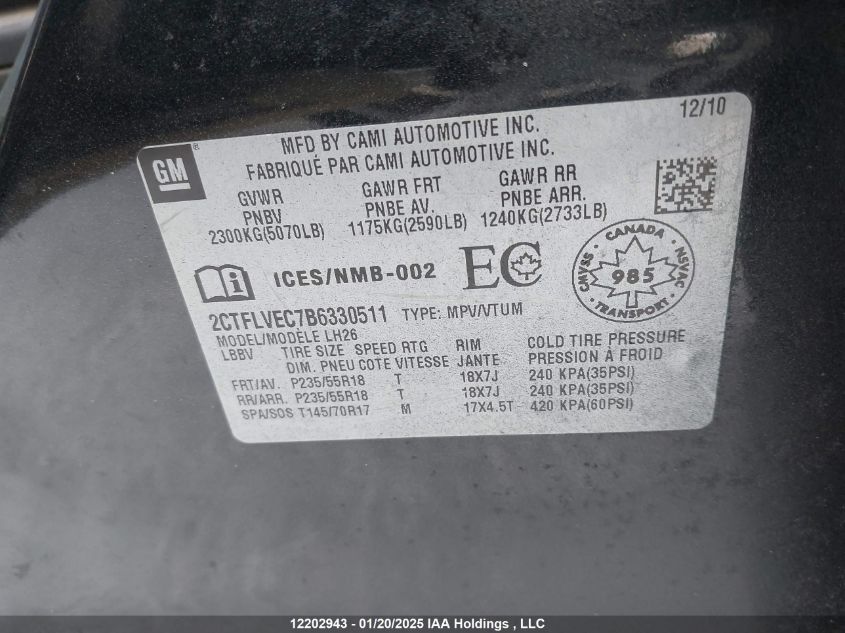 12/10
GM
MFD BY CAMI AUTOMOTIVE INC.
FABRIQUÉ PAR CAMI AUTOMOTIVE INC.
GVWR GAWR FRT GAWR RR
PNBV PNBE AV. PNBE ARR.
2300KG(5070LB) 1175KG(2590LB) 1240KG(2733LB)
i ICES/NMB-002 EC
CANADA
CMVSS 985 NSVAC
TRANSPORT
2CTFLVEC7B6330511 TYPE: MPV/VTUM
MODEL/MODÈLE LH26
LBBV TIRE SIZE SPEED RTG RIM COLD TIRE PRESSURE
DIM. PNEU COTE VITESSE JANTE PRESSION À FROID
FRT/AV. P235/55R18 T 18X7J 240 KPA(35PSI)
RR/ARR. P235/55R18 T 18X7J 240 KPA(35PSI)
SPA/SOS T145/70R17 M 17X4.5T 420 KPA(60PSI)
12202943 - 01/20/2025 IAA Holdings , LLC